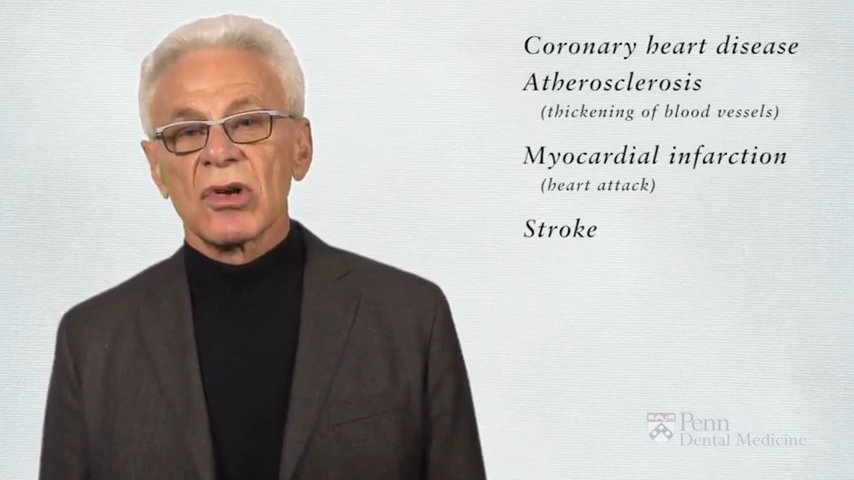 Coronary heart disease
Atherosclerosis
(thickening of blood vessels)
Myocardial infarction
(heart attack)
Stroke
Penn
Dental Medicine